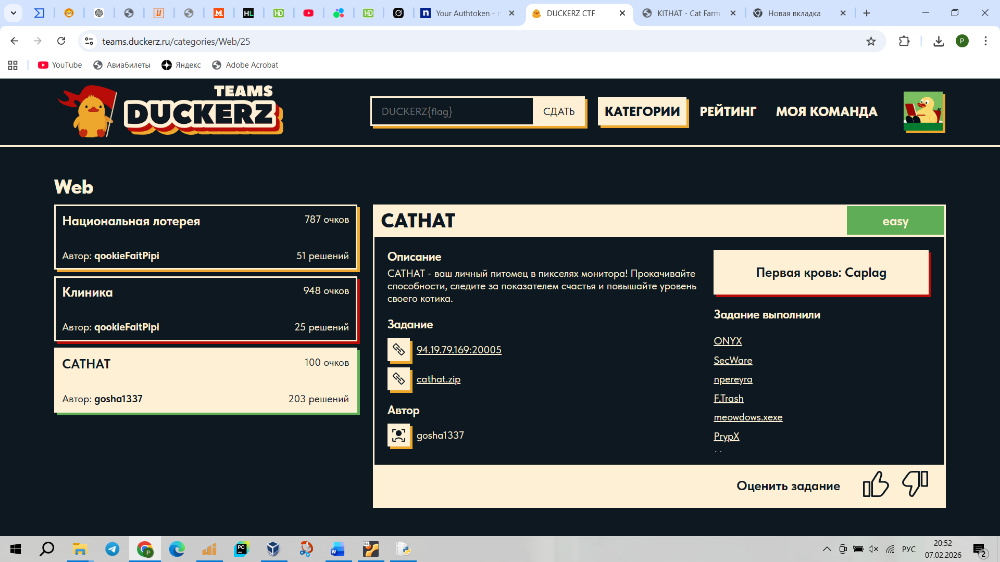 Your Authtoken - n
DUCKERZ CTF
KITHAT - Cat Farm
Новая вкладка
teams.duckerz.ru/categories/Web/25
P
YouTube
Авиабилеты
Яндекс
Adobe Acrobat
TEAMS
DUCKERZ
DUCKERZ{flag}
СДАТЬ
КАТЕГОРИИ
РЕЙТИНГ
МОЯ КОМАНДА
Web
Национальная лотерея
787 очков
Автор: qookieFaitPipi
51 решений
Клиника
948 очков
Автор: qookieFaitPipi
25 решений
CATHAT
100 очков
Автор: gosha1337
203 решений
CATHAT
easy
Описание
CATHAT - ваш личный питомец в пикселях монитора! Прокачивайте
способности, следите за показателем счастья и повышайте уровень
своего котика.
Задание
94.19.79.169:20005
cathat.zip
Автор
gosha1337
Первая кровь: Caplag
Задание выполнили
ONYX
SecWare
npereyra
F.Trash
meowdows.xexe
PrypX
Оценить задание
РУС
20:52
07.02.2026
2